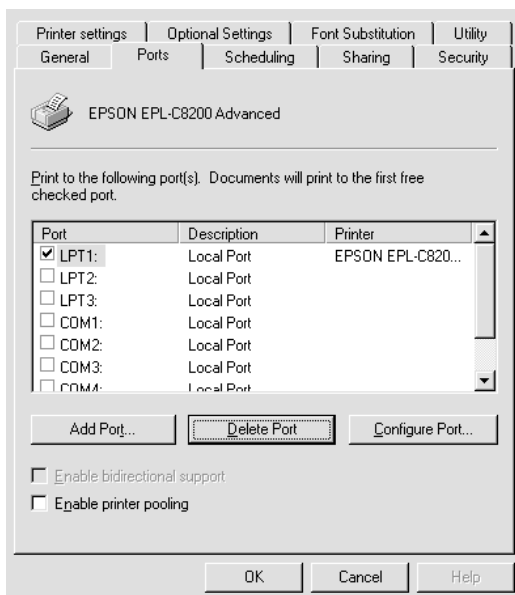 Printer settings Optional Settings Font Substitution Utility
General Ports Scheduling Sharing Security
EPSON EPL-C8200 Advanced
Print to the following port(s). Documents will print to the first free
checked port.
Port Description Printer
LPT1: Local Port EPSON EPL-C820...
LPT2: Local Port
LPT3: Local Port
COM1: Local Port
COM2: Local Port
COM3: Local Port
COM4: Local Port
Add Port... Delete Port Configure Port...
Enable bidirectional support
Enable printer pooling
OK Cancel Help